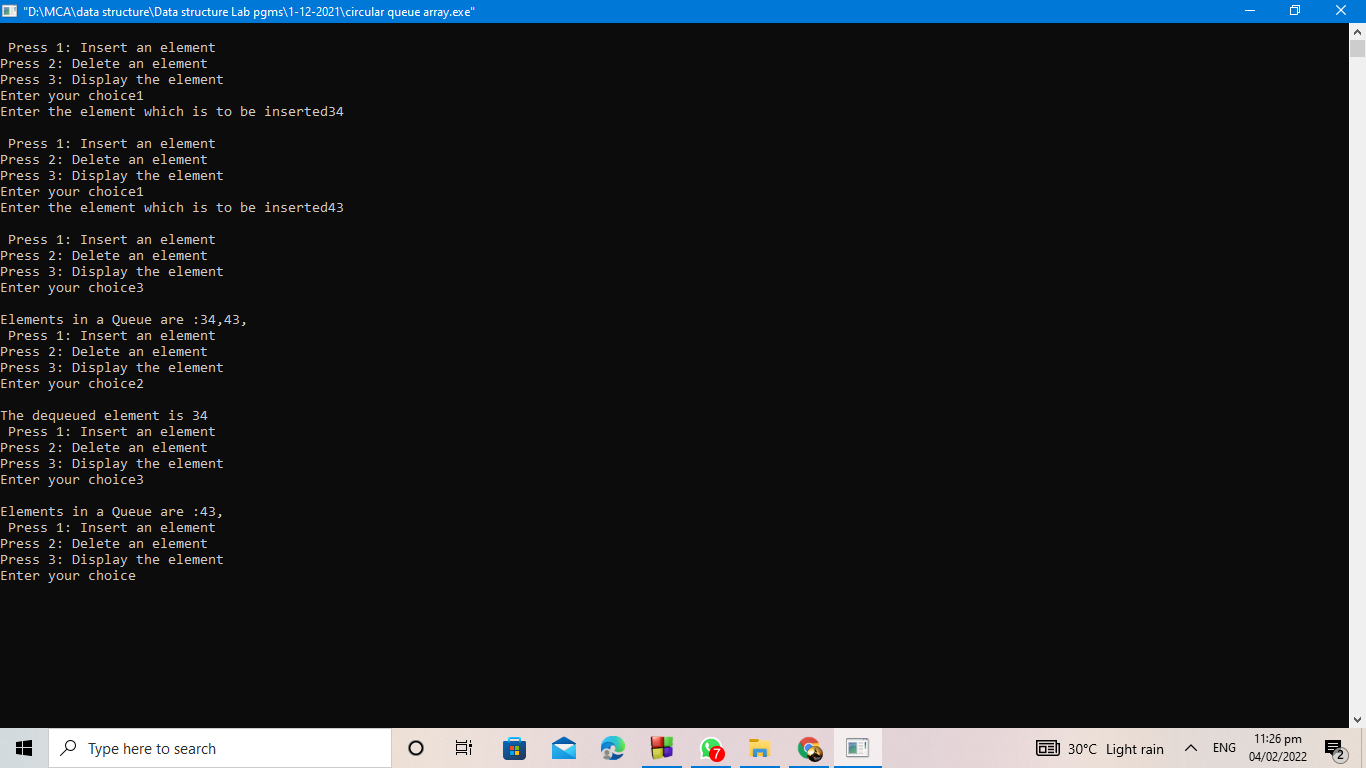 "D:\MCA\data structure\Data structure Lab pgms\1-12-2021\circular queue array.exe"
Press 1: Insert an element
Press 2: Delete an element
Press 3: Display the element
Enter your choice1
Enter the element which is to be inserted34
Press 1: Insert an element
Press 2: Delete an element
Press 3: Display the element
Enter your choice1
Enter the element which is to be inserted43
Press 1: Insert an element
Press 2: Delete an element
Press 3: Display the element
Enter your choice3
Elements in a Queue are :34,43,
Press 1: Insert an element
Press 2: Delete an element
Press 3: Display the element
Enter your choice2
The dequeued element is 34
Press 1: Insert an element
Press 2: Delete an element
Press 3: Display the element
Enter your choice3
Elements in a Queue are :43,
Press 1: Insert an element
Press 2: Delete an element
Press 3: Display the element
Enter your choice
Type here to search
7
30°C Light rain
ENG
11:26 pm
04/02/2022
2